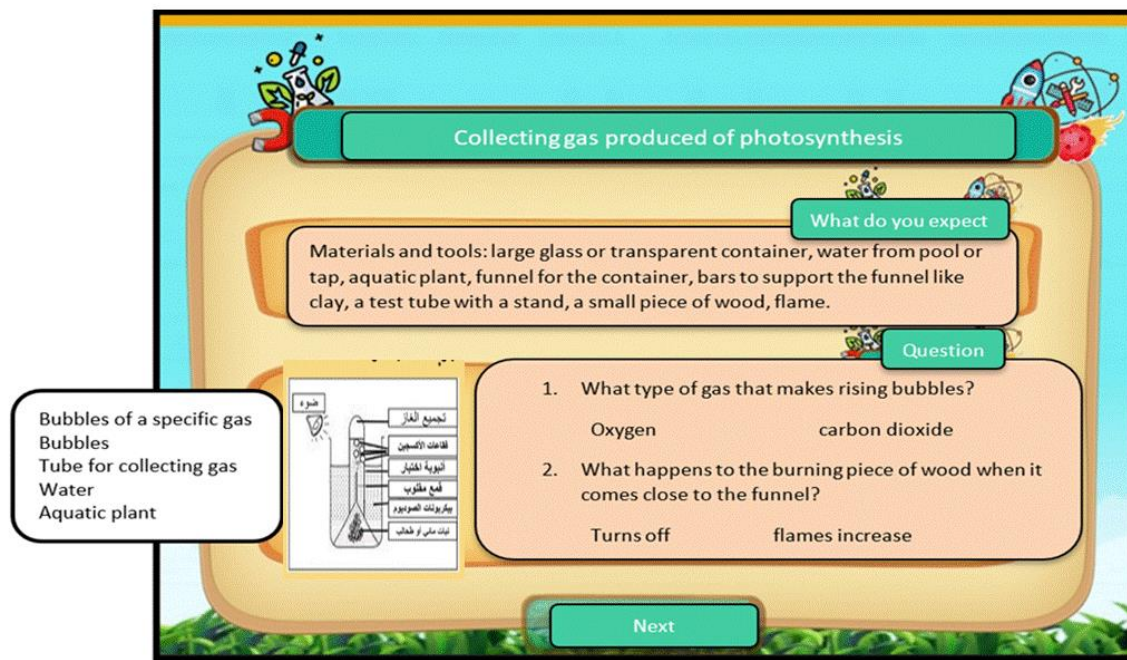 Collecting gas produced of photosynthesis
What do you expect
Materials and tools: large glass or transparent container, water from pool or
tap, aquatic plant, funnel for the container, bars to support the funnel like
clay, a test tube with a stand, a small piece of wood, flame.
Question
1. What type of gas that makes rising bubbles?
Oxygen carbon dioxide
2. What happens to the burning piece of wood when it
comes close to the funnel?
Turns off flames increase
Bubbles of a specific gas
Bubbles
Tube for collecting gas
Water
Aquatic plant
ضوء
تجميع الغاز
فقاعات الأكسجين
أنبوبة اختبار
قمع مقلوب
بيكربونات الصوديوم
نبات مائي أو طحالب
Next